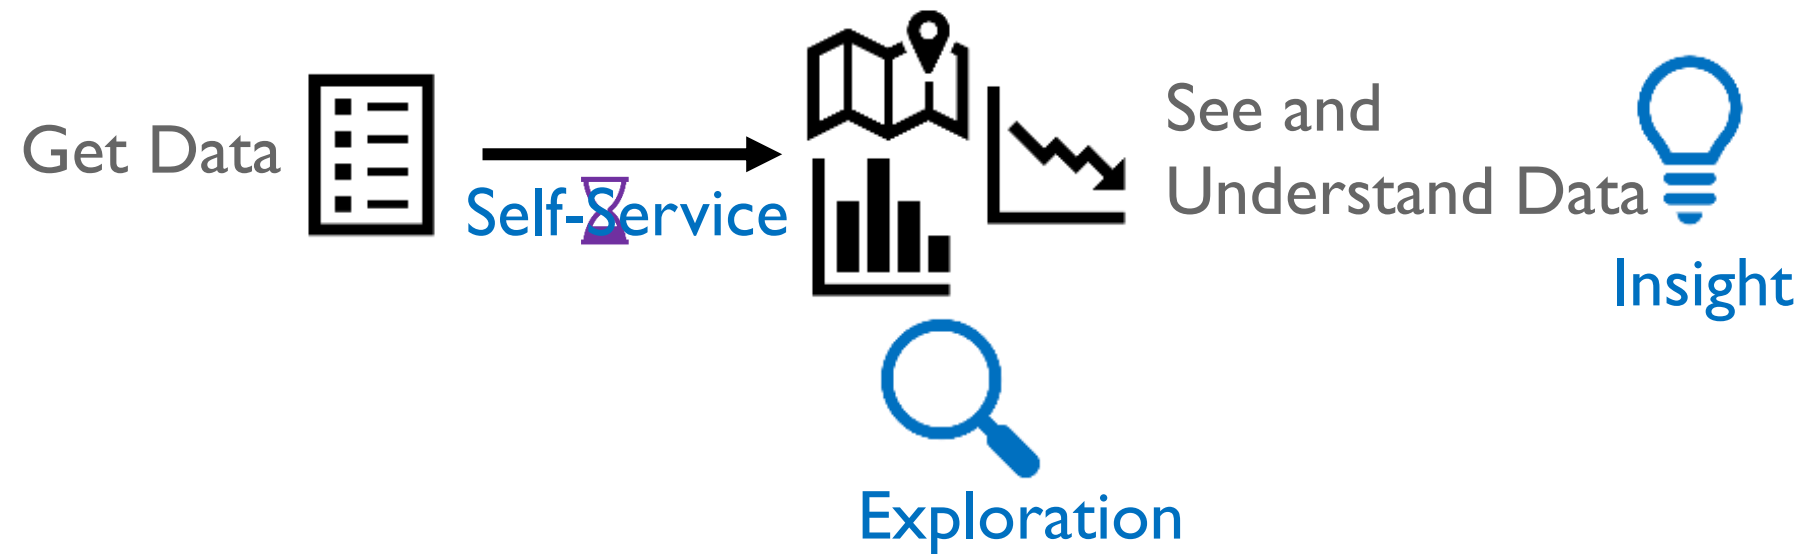 Get Data
Self-Service
See and
Understand Data
Insight
Exploration